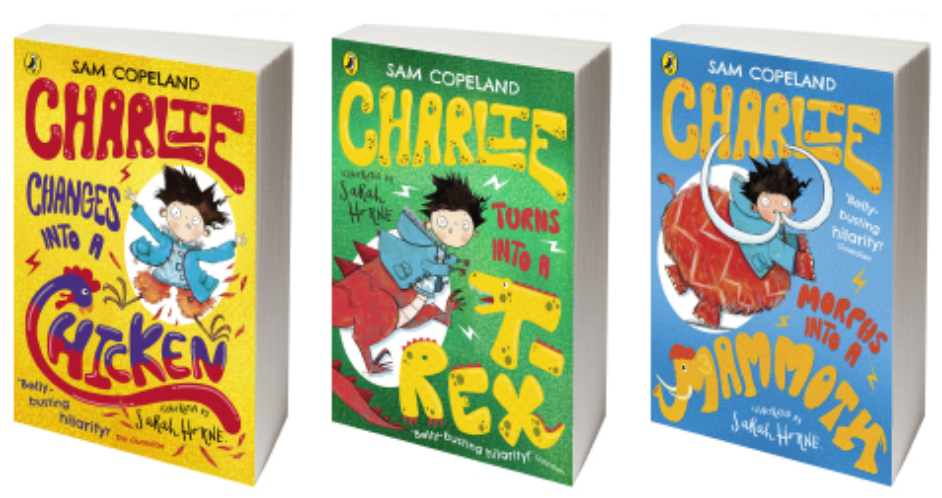 SAM COPELAND
CHARLIE
CHANGES
INTO A
CHICKEN
"Belly-
busting
hilarity!" The Guardian
ILLUSTRATED BY
SARAH HORNE
SAM COPELAND
CHARLIE
ILLUSTRATED BY
SARAH
HORNE
TURNS
INTO A
T-
REX
"Belly-busting hilarity!" Guardian
SAM COPELAND
CHARLIE
"Belly-
busting
hilarity!"
Guardian
MORPHS
INTO A
MAMMOTH
ILLUSTRATED BY
SARAH HORNE